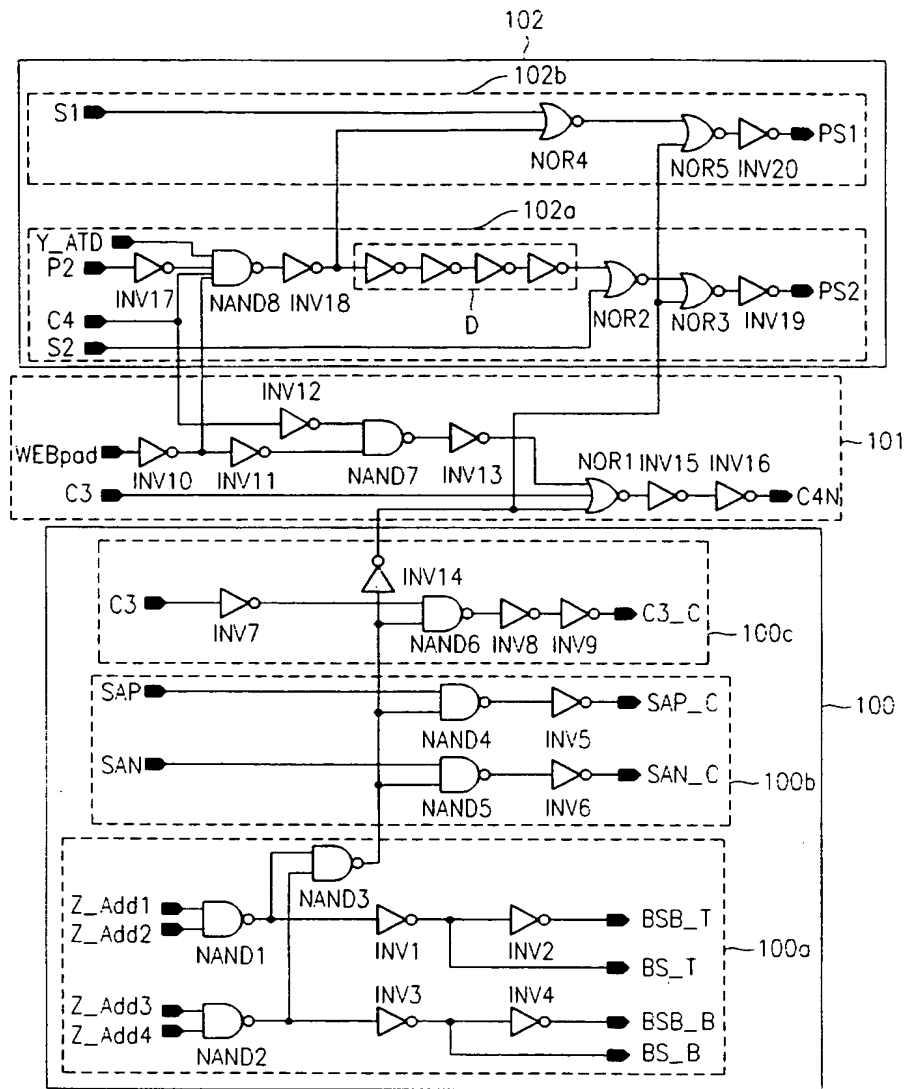 102
102b
S1
PS1
NOR4
NOR5 INV20
102a
Y_ATD
P2
INV17
NAND8 INV18
D
NOR2
NOR3
INV19
PS2
C4
S2
INV12
WEBpad
INV10
INV11
NAND7
INV13
NOR1 INV15 INV16
101
C3
C4N
INV14
C3
INV7
NAND6 INV8 INV9
C3_C
100c
SAP
SAP_C
NAND4
INV5
100
SAN
SAN_C
NAND5
INV6
100b
NAND3
Z_Add1
Z_Add2
NAND1
INV1
INV2
BSB_T
BS_T
100a
Z_Add3
Z_Add4
NAND2
INV3
INV4
BSB_B
BS_B